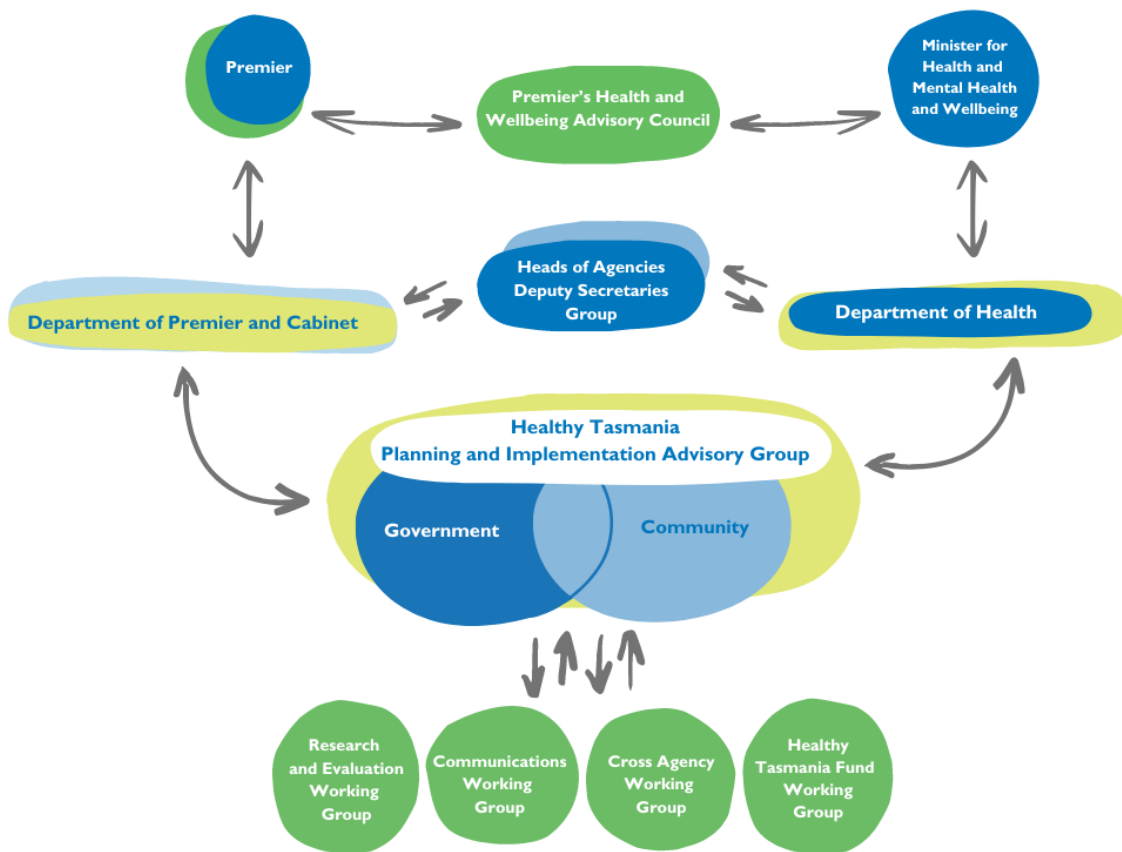 Premier
Premier's Health and
Wellbeing Advisory Council
Minister for
Health and
Mental Health
and Wellbeing
Department of Premier and Cabinet
Heads of Agencies
Deputy Secretaries
Group
Department of Health
Healthy Tasmania
Planning and Implementation Advisory Group
Government
Community
Research
and Evaluation
Working
Group
Communications
Working
Group
Cross Agency
Working
Group
Healthy
Tasmania Fund
Working
Group